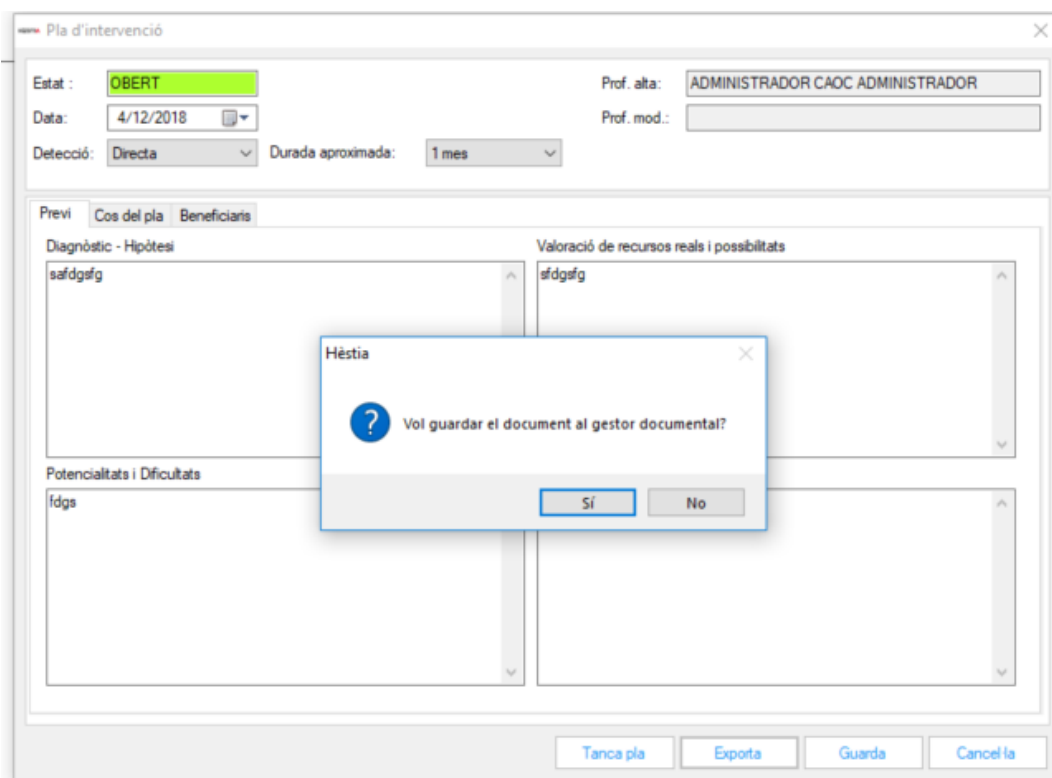 Pla d'intervenció
Estat :
OBERT
Prof. alta:
ADMINISTRADOR CAOC ADMINISTRADOR
Data:
4/12/2018
Prof. mod.:
Detecció:
Directa
Durada aproximada:
1 mes
Previ
Cos del pla
Beneficiaris
Diagnòstic - Hipòtesi
Valoració de recursos reals i possibilitats
safdgsfg
sfdgsfg
Hèstia
Vol guardar el document al gestor documental?
Sí
No
Potencialitats i Dificultats
fdgs
Tanca pla
Exporta
Guarda
Cancel·la